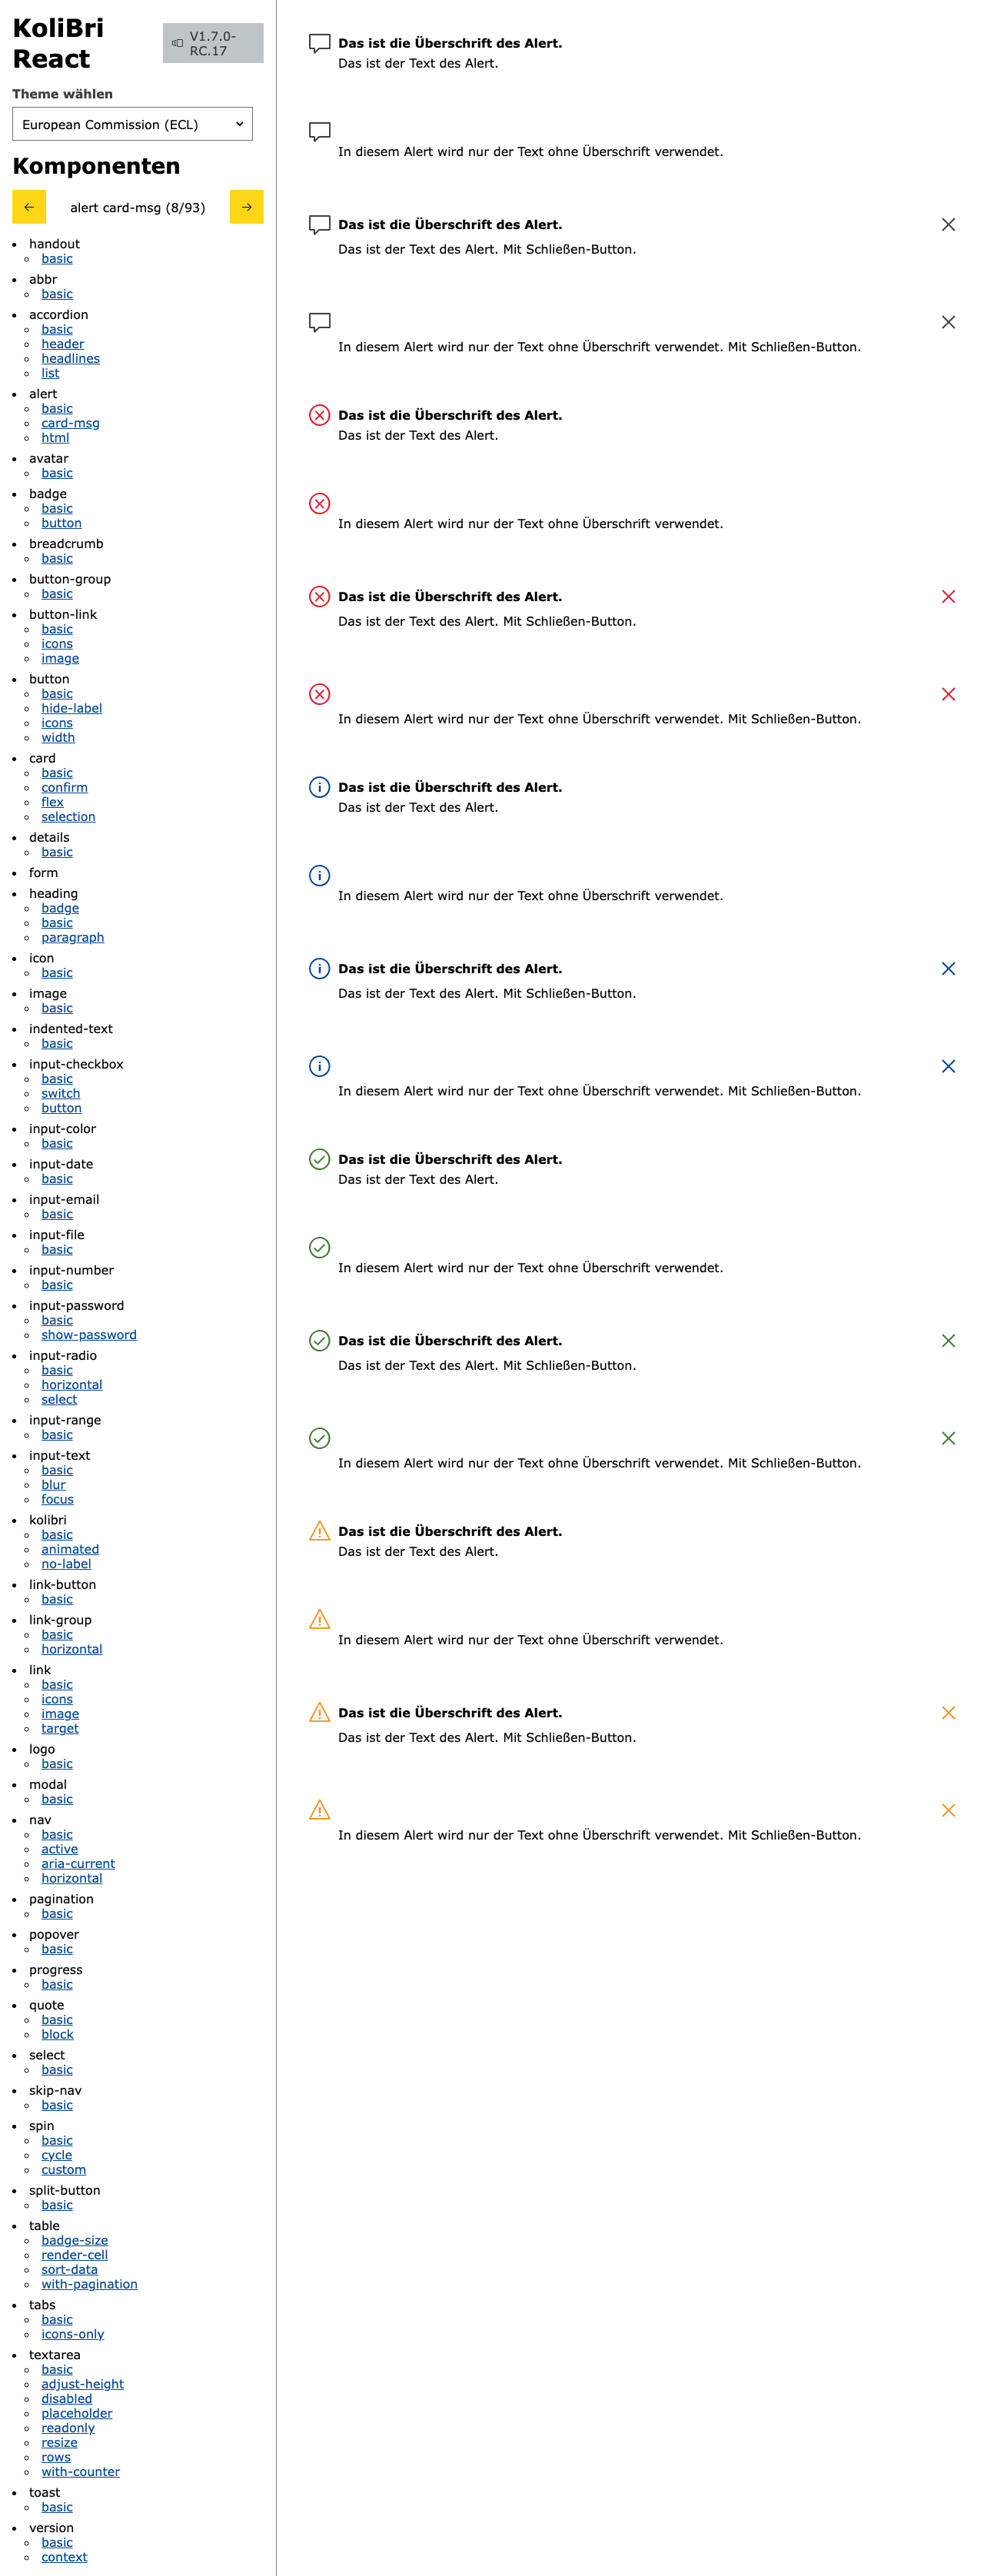 KoliBri
React
V1.7.0-
RC.17
Theme wählen
European Commission (ECL)
Komponenten
alert card-msg (8/93)
handout
basic
abbr
basic
accordion
basic
header
headlines
list
alert
basic
card-msg
html
avatar
basic
badge
basic
button
breadcrumb
basic
button-group
basic
button-link
basic
icons
image
button
basic
hide-label
icons
width
card
basic
confirm
flex
selection
details
basic
form
heading
badge
basic
paragraph
icon
basic
image
basic
indented-text
basic
input-checkbox
basic
switch
button
input-color
basic
input-date
basic
input-email
basic
input-file
basic
input-number
basic
input-password
basic
show-password
input-radio
basic
horizontal
select
input-range
basic
input-text
basic
blur
focus
kolibri
basic
animated
no-label
link-button
basic
link-group
basic
horizontal
link
basic
icons
image
target
logo
basic
modal
basic
nav
basic
active
aria-current
horizontal
pagination
basic
popover
basic
progress
basic
quote
basic
block
select
basic
skip-nav
basic
spin
basic
cycle
custom
split-button
basic
table
badge-size
render-cell
sort-data
with-pagination
tabs
basic
icons-only
textarea
basic
adjust-height
disabled
placeholder
readonly
resize
rows
with-counter
toast
basic
version
basic
context
Das ist die Überschrift des Alert.
Das ist der Text des Alert.
In diesem Alert wird nur der Text ohne Überschrift verwendet.
Das ist die Überschrift des Alert.
Das ist der Text des Alert. Mit Schließen-Button.
In diesem Alert wird nur der Text ohne Überschrift verwendet. Mit Schließen-Button.
Das ist die Überschrift des Alert.
Das ist der Text des Alert.
In diesem Alert wird nur der Text ohne Überschrift verwendet.
Das ist die Überschrift des Alert.
Das ist der Text des Alert. Mit Schließen-Button.
In diesem Alert wird nur der Text ohne Überschrift verwendet. Mit Schließen-Button.
Das ist die Überschrift des Alert.
Das ist der Text des Alert.
In diesem Alert wird nur der Text ohne Überschrift verwendet.
Das ist die Überschrift des Alert.
Das ist der Text des Alert. Mit Schließen-Button.
In diesem Alert wird nur der Text ohne Überschrift verwendet. Mit Schließen-Button.
Das ist die Überschrift des Alert.
Das ist der Text des Alert.
In diesem Alert wird nur der Text ohne Überschrift verwendet.
Das ist die Überschrift des Alert.
Das ist der Text des Alert. Mit Schließen-Button.
In diesem Alert wird nur der Text ohne Überschrift verwendet. Mit Schließen-Button.
Das ist die Überschrift des Alert.
Das ist der Text des Alert.
In diesem Alert wird nur der Text ohne Überschrift verwendet.
Das ist die Überschrift des Alert.
Das ist der Text des Alert. Mit Schließen-Button.
In diesem Alert wird nur der Text ohne Überschrift verwendet. Mit Schließen-Button.